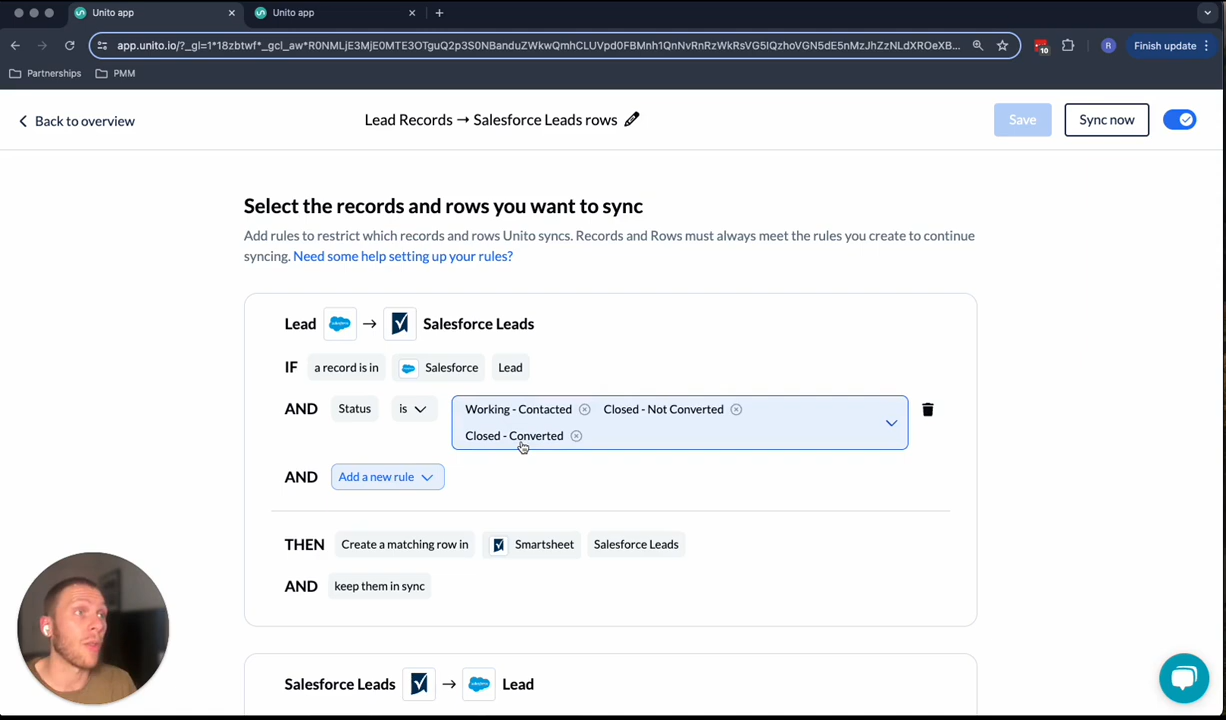 Unito app
Unito app
app.unito.io/?_gl=1*18zbtwf*_gcl_aw*R0NMLjE3MjE0MTE3OTguQ2p3S0NBanduZWkwQmhCLUVpd0FBMnh1QnNvRnRzWkRsVG5IQzhoVGN5dE5nMzJhZzNLdXROeXB...
10
R
Finish update
Partnerships
PMM
Back to overview
Lead Records → Salesforce Leads rows
Save
Sync now
Select the records and rows you want to sync
Add rules to restrict which records and rows Unito syncs. Records and Rows must always meet the rules you create to continue
syncing. Need some help setting up your rules?
Lead → Salesforce Leads
IF a record is in Salesforce Lead
AND Status is Working - Contacted Closed - Not Converted
Closed - Converted
AND Add a new rule
THEN Create a matching row in Smartsheet Salesforce Leads
AND keep them in sync
Salesforce Leads → Lead